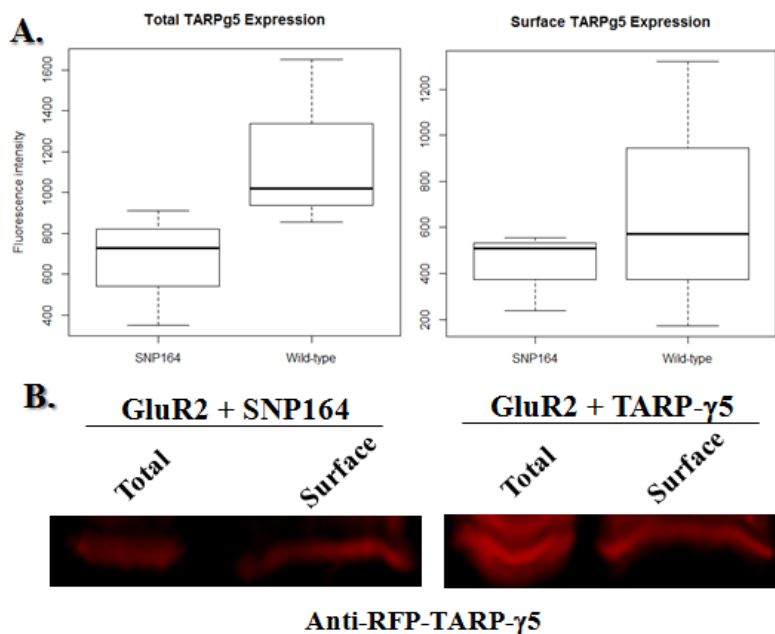 A.
Total TARPg5 Expression
Fluorescence intensity
1600
1400
1200
1000
800
600
400
SNP164 Wild-type
Surface TARPg5 Expression
1200
1000
800
600
400
200
SNP164 Wild-type
B.
GluR2 + SNP164
Total Surface
GluR2 + TARP-γ5
Total Surface
Anti-RFP-TARP-γ5